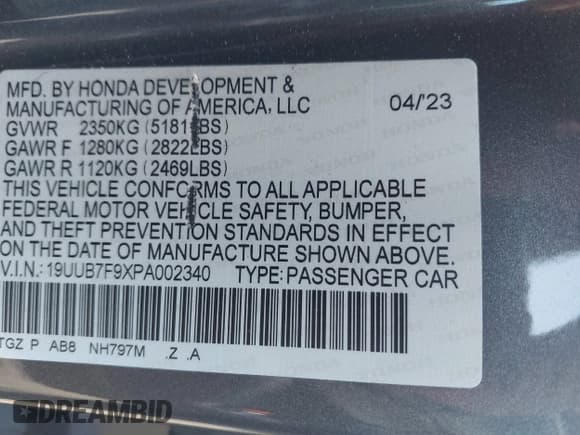 MFD. BY HONDA DEVELOPMENT &
MANUFACTURING OF AMERICA, LLC 04/'23
GVWR 2350KG (5181LBS)
GAWR F 1280KG (2822LBS)
GAWR R 1120KG (2469LBS)
THIS VEHICLE CONFORMS TO ALL APPLICABLE
FEDERAL MOTOR VEHICLE SAFETY, BUMPER,
AND THEFT PREVENTION STANDARDS IN EFFECT
ON THE DATE OF MANUFACTURE SHOWN ABOVE.
V.I.N.: 19UUB7F9XPA002340 TYPE: PASSENGER CAR
TGZ P AB8 NH797M .Z .A
DREAMBID